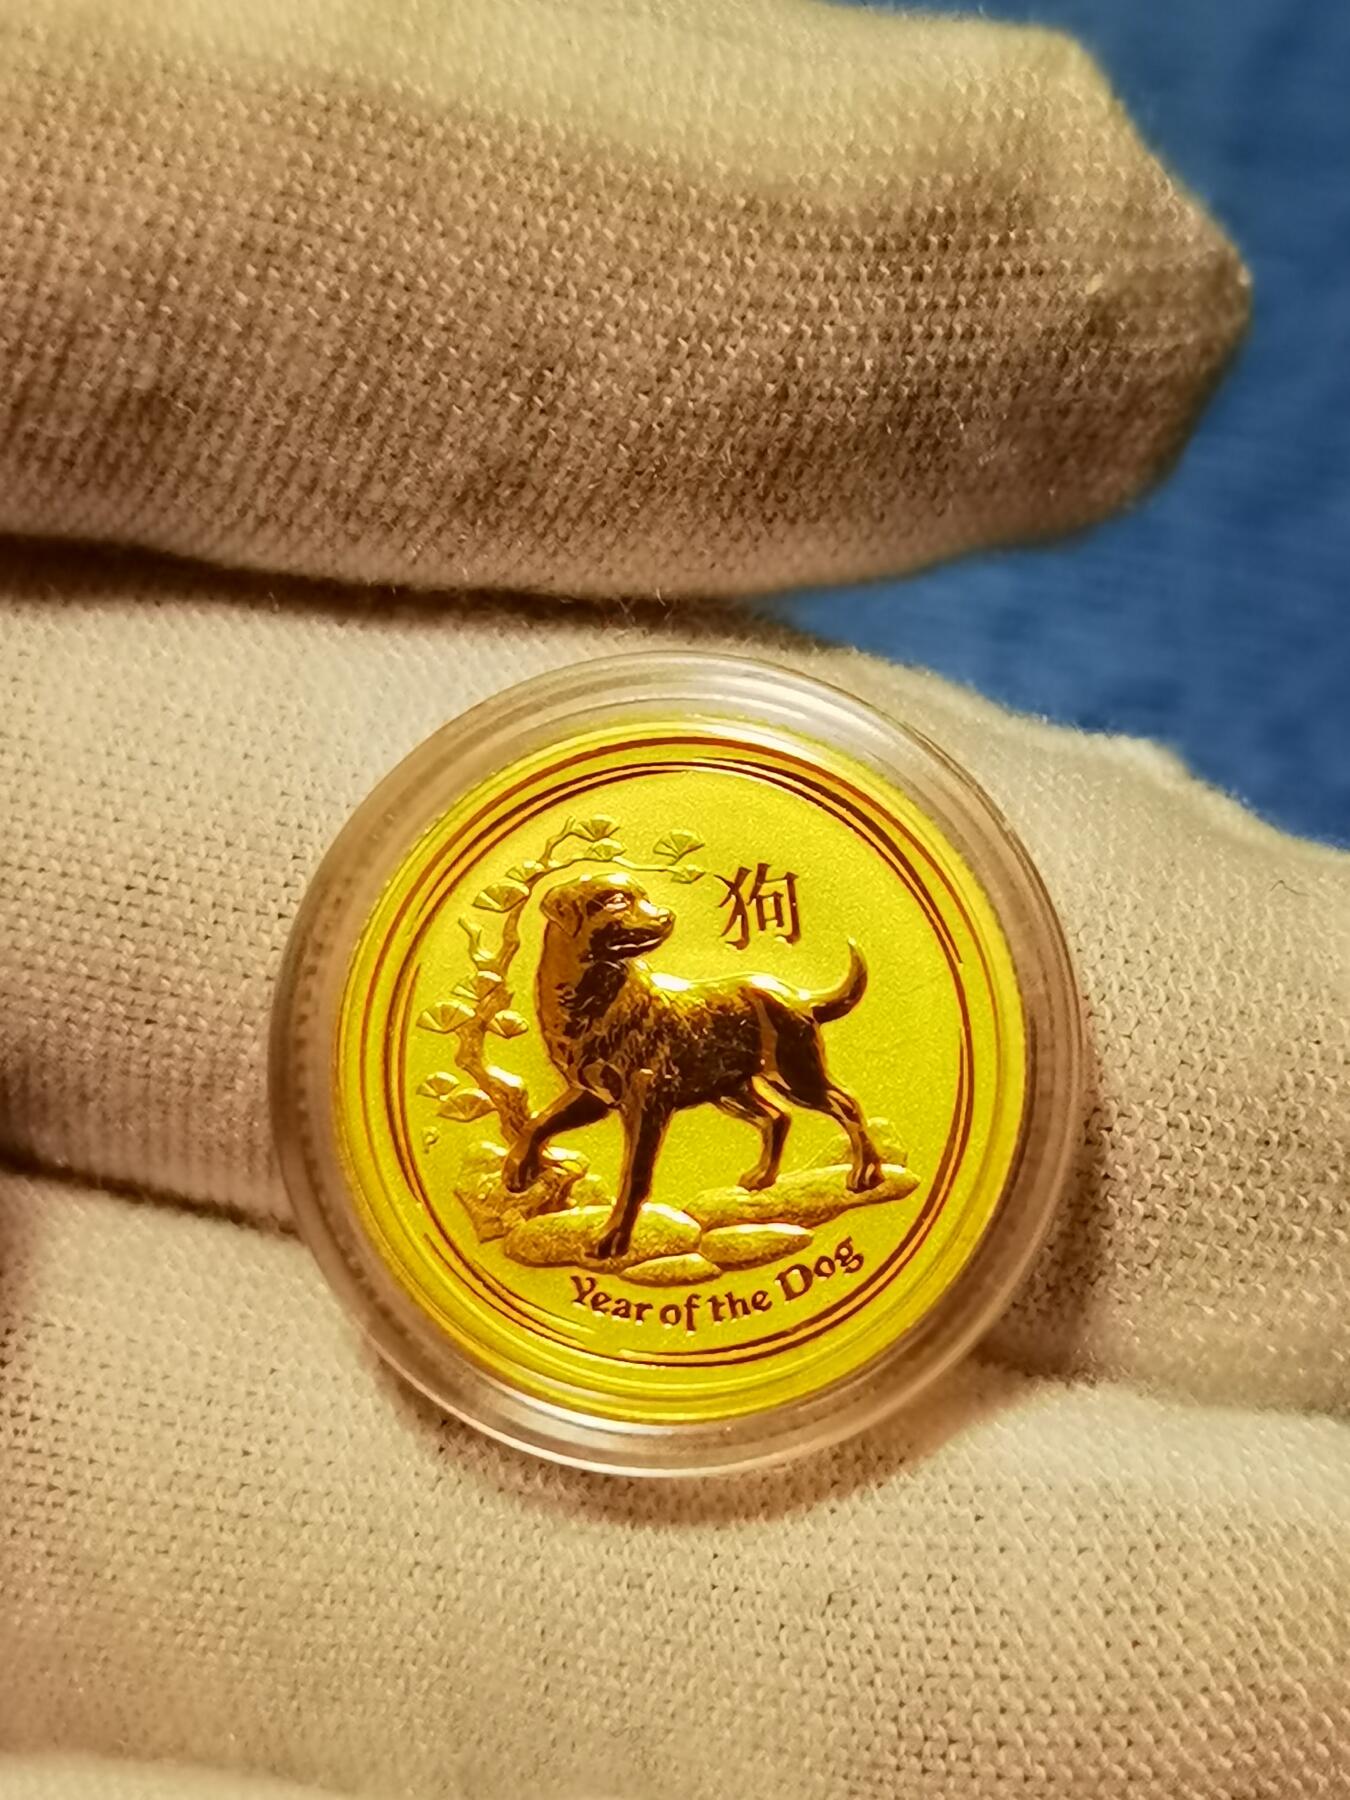 狗
P
Year of the Dog